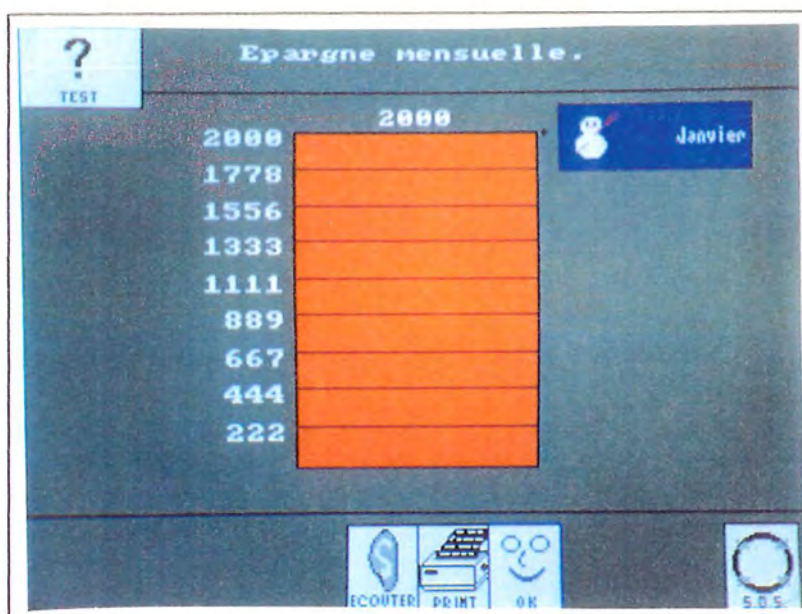 Epargne mensuelle.
?
TEST
2000
Janvier
2000
1778
1556
1333
1111
889
667
444
222
ECOUTER
PRINT
OK
S.O.S